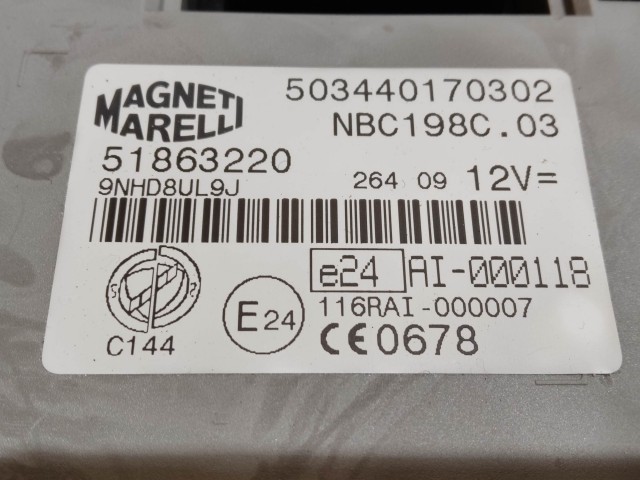 MAGNETI MARELLI
503440170302
NBC198C.03
51863220
9NHD8UL9J
264 09 12V=
e24 AI-000118
116RAI-000007
E24
C144
CE0678